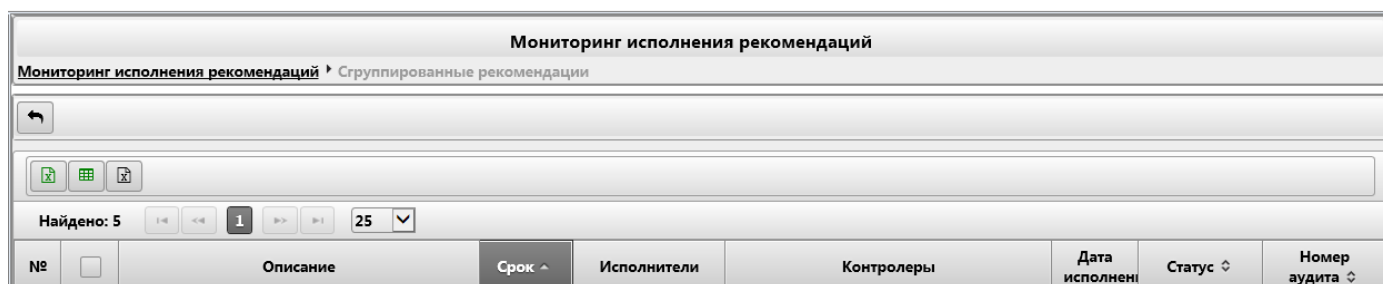 Мониторинг исполнения рекомендаций
Мониторинг исполнения рекомендаций Сгруппированные рекомендации
Найдено: 5 1 25
№ Описание Срок Исполнители Контролеры Дата исполнени Статус Номер аудита